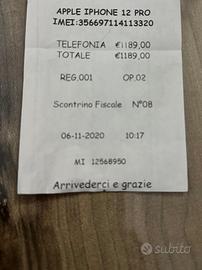 APPLE IPHONE 12 PRO
IMEI:356697114113320
TELEFONIA €1189,00
TOTALE €1189,00
REG.001 OP.02
Scontrino Fiscale N°08
06-11-2020 10:17
MI 12568950
Arrivederci e grazie
subito